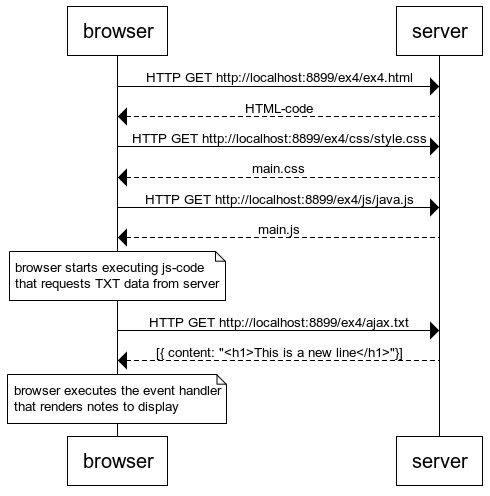 browser
server
HTTP GET http://localhost:8899/ex4/ex4.html
HTML-code
HTTP GET http://localhost:8899/ex4/css/style.css
main.css
HTTP GET http://localhost:8899/ex4/js/java.js
main.js
browser starts executing js-code
that requests TXT data from server
HTTP GET http://localhost:8899/ex4/ajax.txt
[{ content: "<h1>This is a new line</h1>"}]
browser executes the event handler
that renders notes to display
browser
server